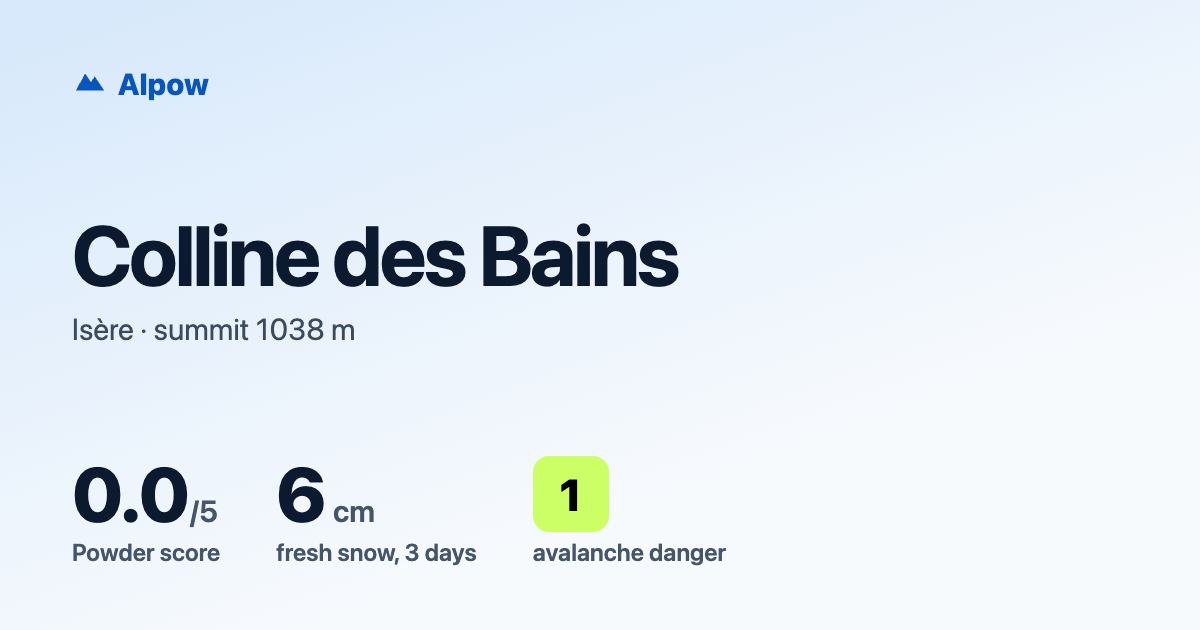 Alpow
Colline des Bains
Isère · summit 1038 m
0.0/5
Powder score
6 cm
fresh snow, 3 days
1
avalanche danger